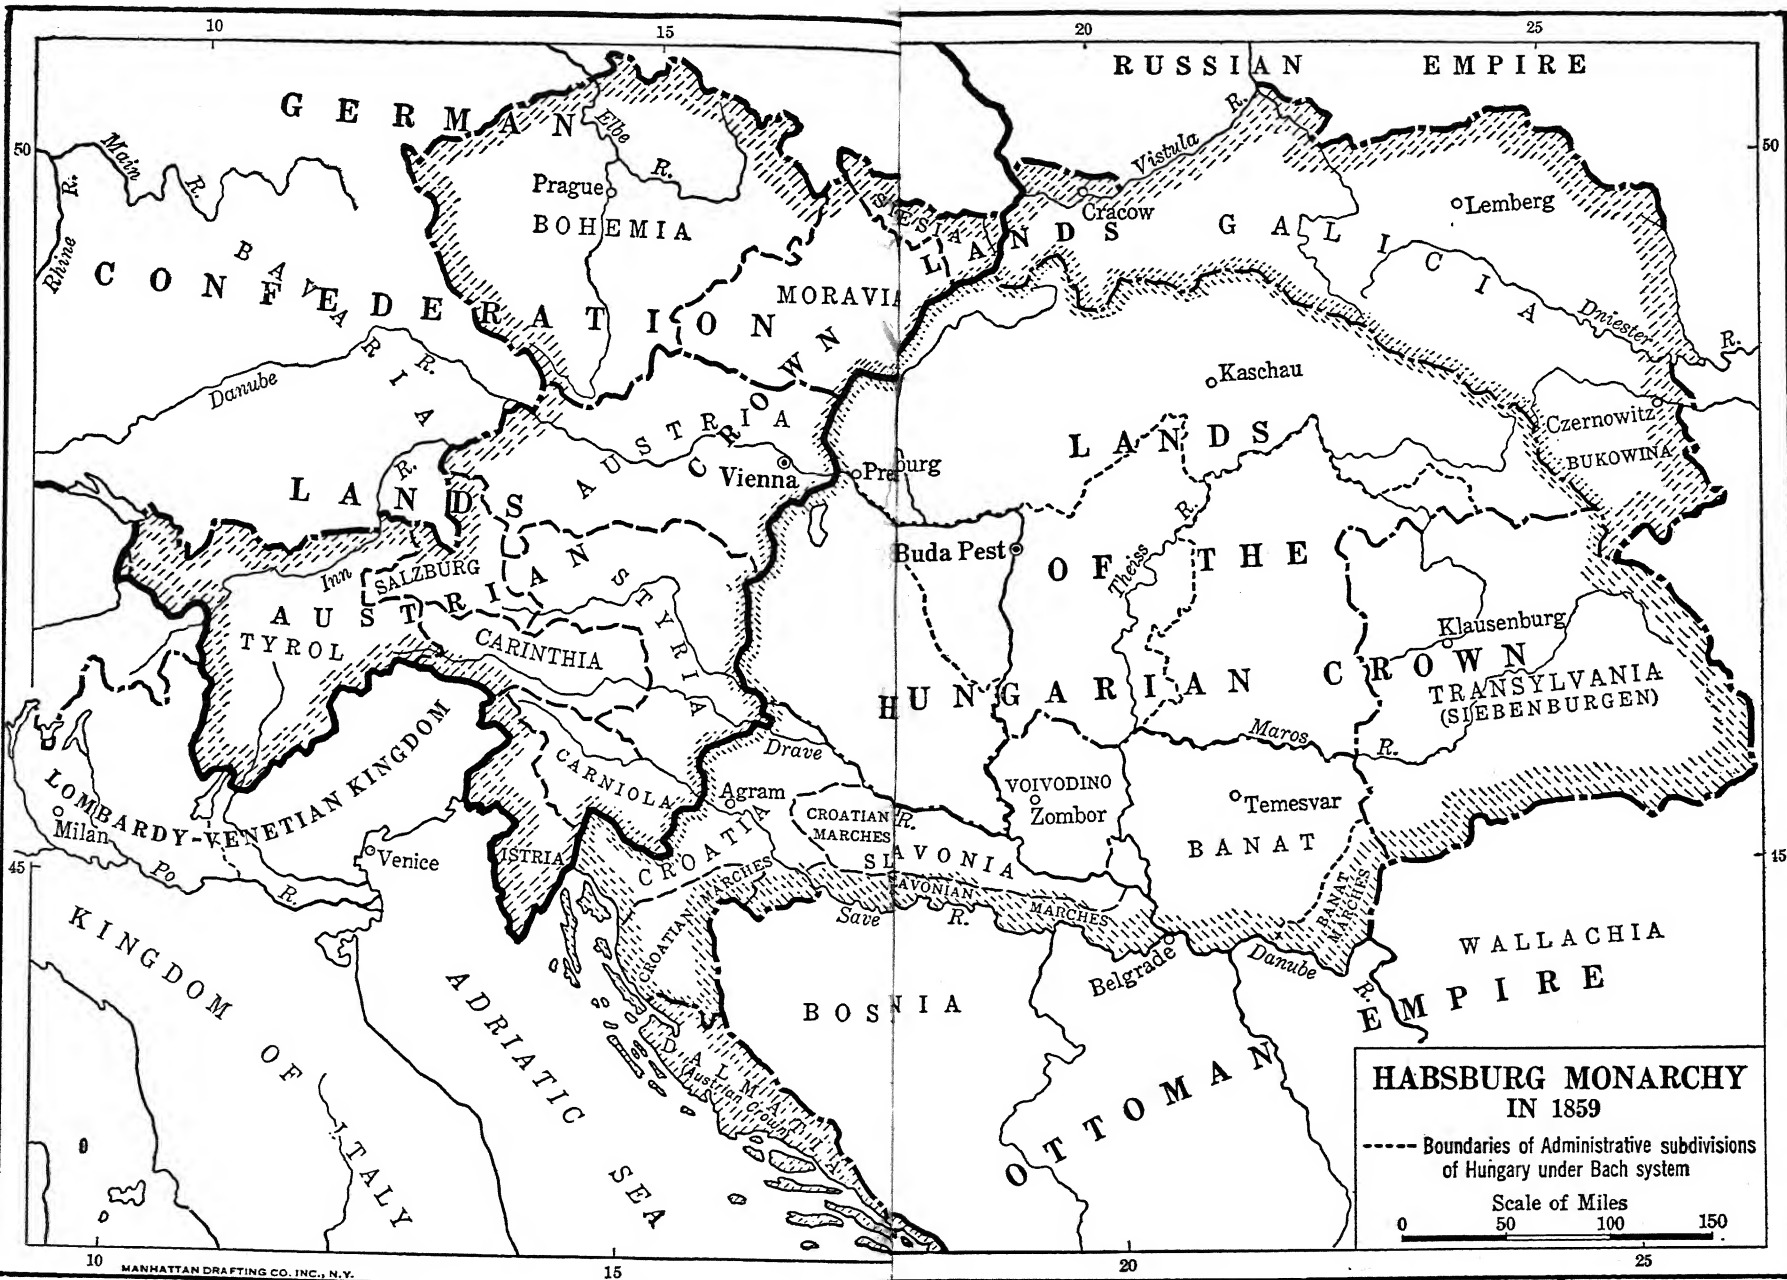 10 15 20 25
RUSSIAN EMPIRE
GERMAN
CONFEDERATION
50
50
Main R.
Rhine R.
Elbe R.
Prague
BOHEMIA
BAVARIA
MORAVIA
SILESIA
Vistula R.
Cracow
Lemberg
GALICIA
Dniester R.
Danube R.
AUSTRIA
Vienna
LANDS
AUSTRIAN
CROWN
LANDS
R.
Inn
SALZBURG
TYROL
CARINTHIA
STYRIA
CARNIOLA
ISTRIA
Kaschau
Czernowitz
BUKOWINA
Preburg
Buda Pest
LANDS
OF THE
HUNGARIAN CROWN
Theiss R.
Klausenburg
TRANSYLVANIA
(SIEBENBURGEN)
Maros R.
Drave R.
Agram
CROATIA
CROATIAN
MARCHES
SLAVONIA
CROATIAN MARCHES
AVONIAN MARCHES
VOIVODINO
Zombor
Temesvar
BANAT
BANAT
MARCHES
LOMBARDY-VENETIAN KINGDOM
Milan
Venice
Po R.
45
15
Save R.
Belgrade
Danube R.
WALLACHIA
BOSNIA
DALMATIA
(Austrian Crown)
ADRIATIC SEA
KINGDOM OF ITALY
OTTOMAN EMPIRE
HABSBURG MONARCHY
IN 1859
Boundaries of Administrative subdivisions
of Hungary under Bach system
Scale of Miles
0 50 100 150
10 15 20 25
MANHATTAN DRAFTING CO. INC., N.Y.